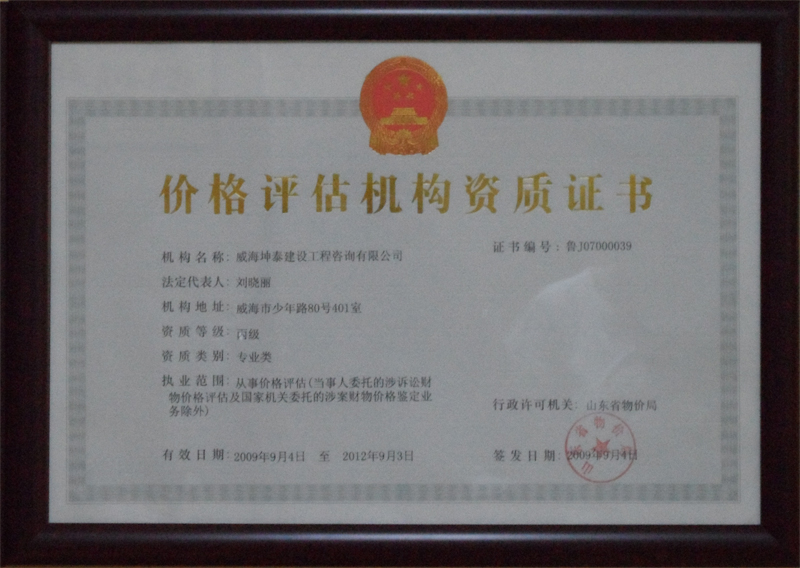 价格评估机构资质证书
证书编号：鲁J07000039
机构名称：威海坤泰建设工程咨询有限公司
法定代表人：刘晓丽
机构地址：威海市少年路80号401室
资质等级：丙级
资质类别：专业类
执业范围：从事价格评估(当事人委托的涉诉讼财
物价格评估及国家机关委托的涉案财物价格鉴定业
务除外)
行政许可机关：山东省物价局
有效日期：2009年9月4日 至 2012年9月3日
签发日期：2009年9月4日